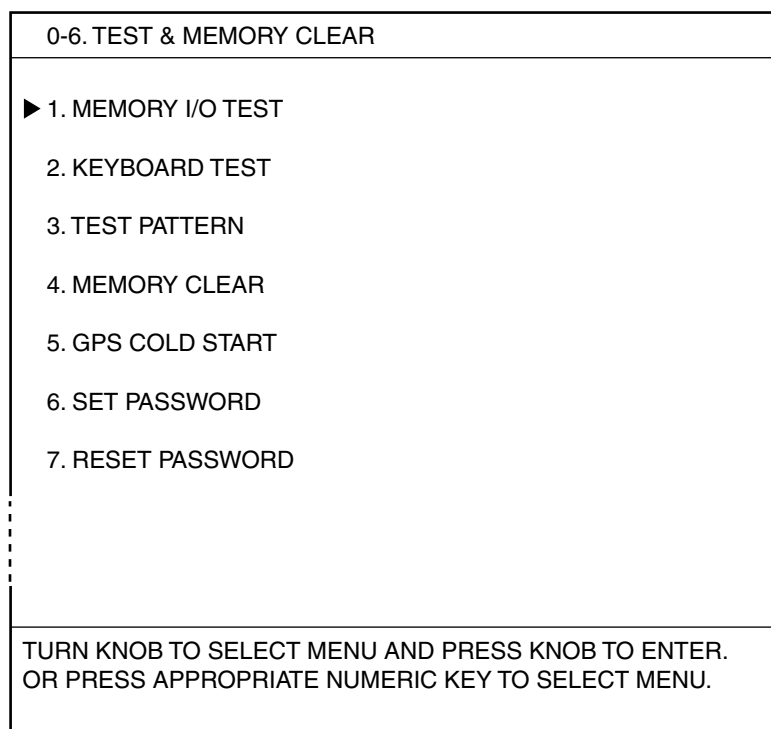 0-6. TEST & MEMORY CLEAR
▶ 1. MEMORY I/O TEST
2. KEYBOARD TEST
3. TEST PATTERN
4. MEMORY CLEAR
5. GPS COLD START
6. SET PASSWORD
7. RESET PASSWORD
TURN KNOB TO SELECT MENU AND PRESS KNOB TO ENTER.
OR PRESS APPROPRIATE NUMERIC KEY TO SELECT MENU.